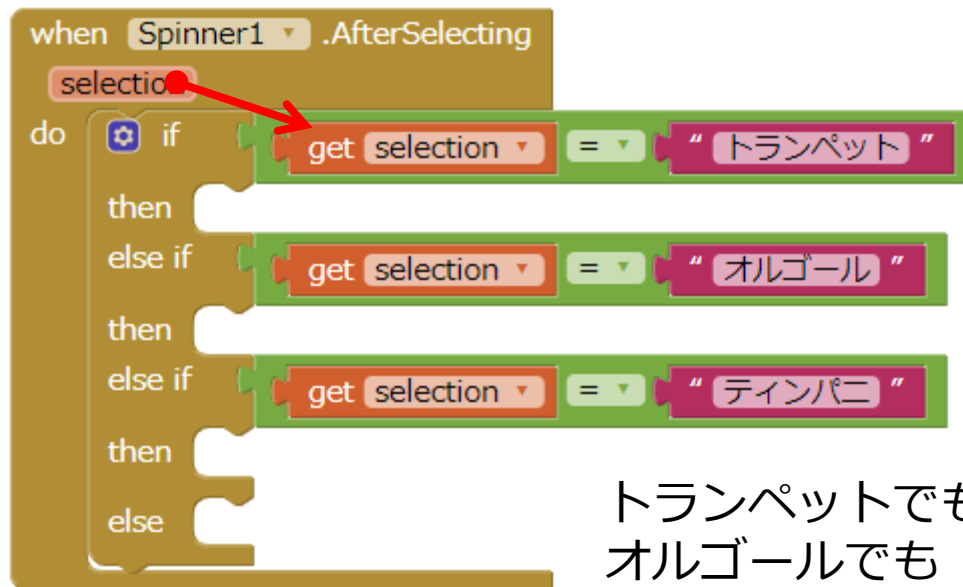 when Spinner1 .AfterSelecting
selection
do if get selection = " トランペット "
then
else if get selection = " オルゴール "
then
else if get selection = " ティンパニ "
then
else
トランペットでも
オルゴールでも